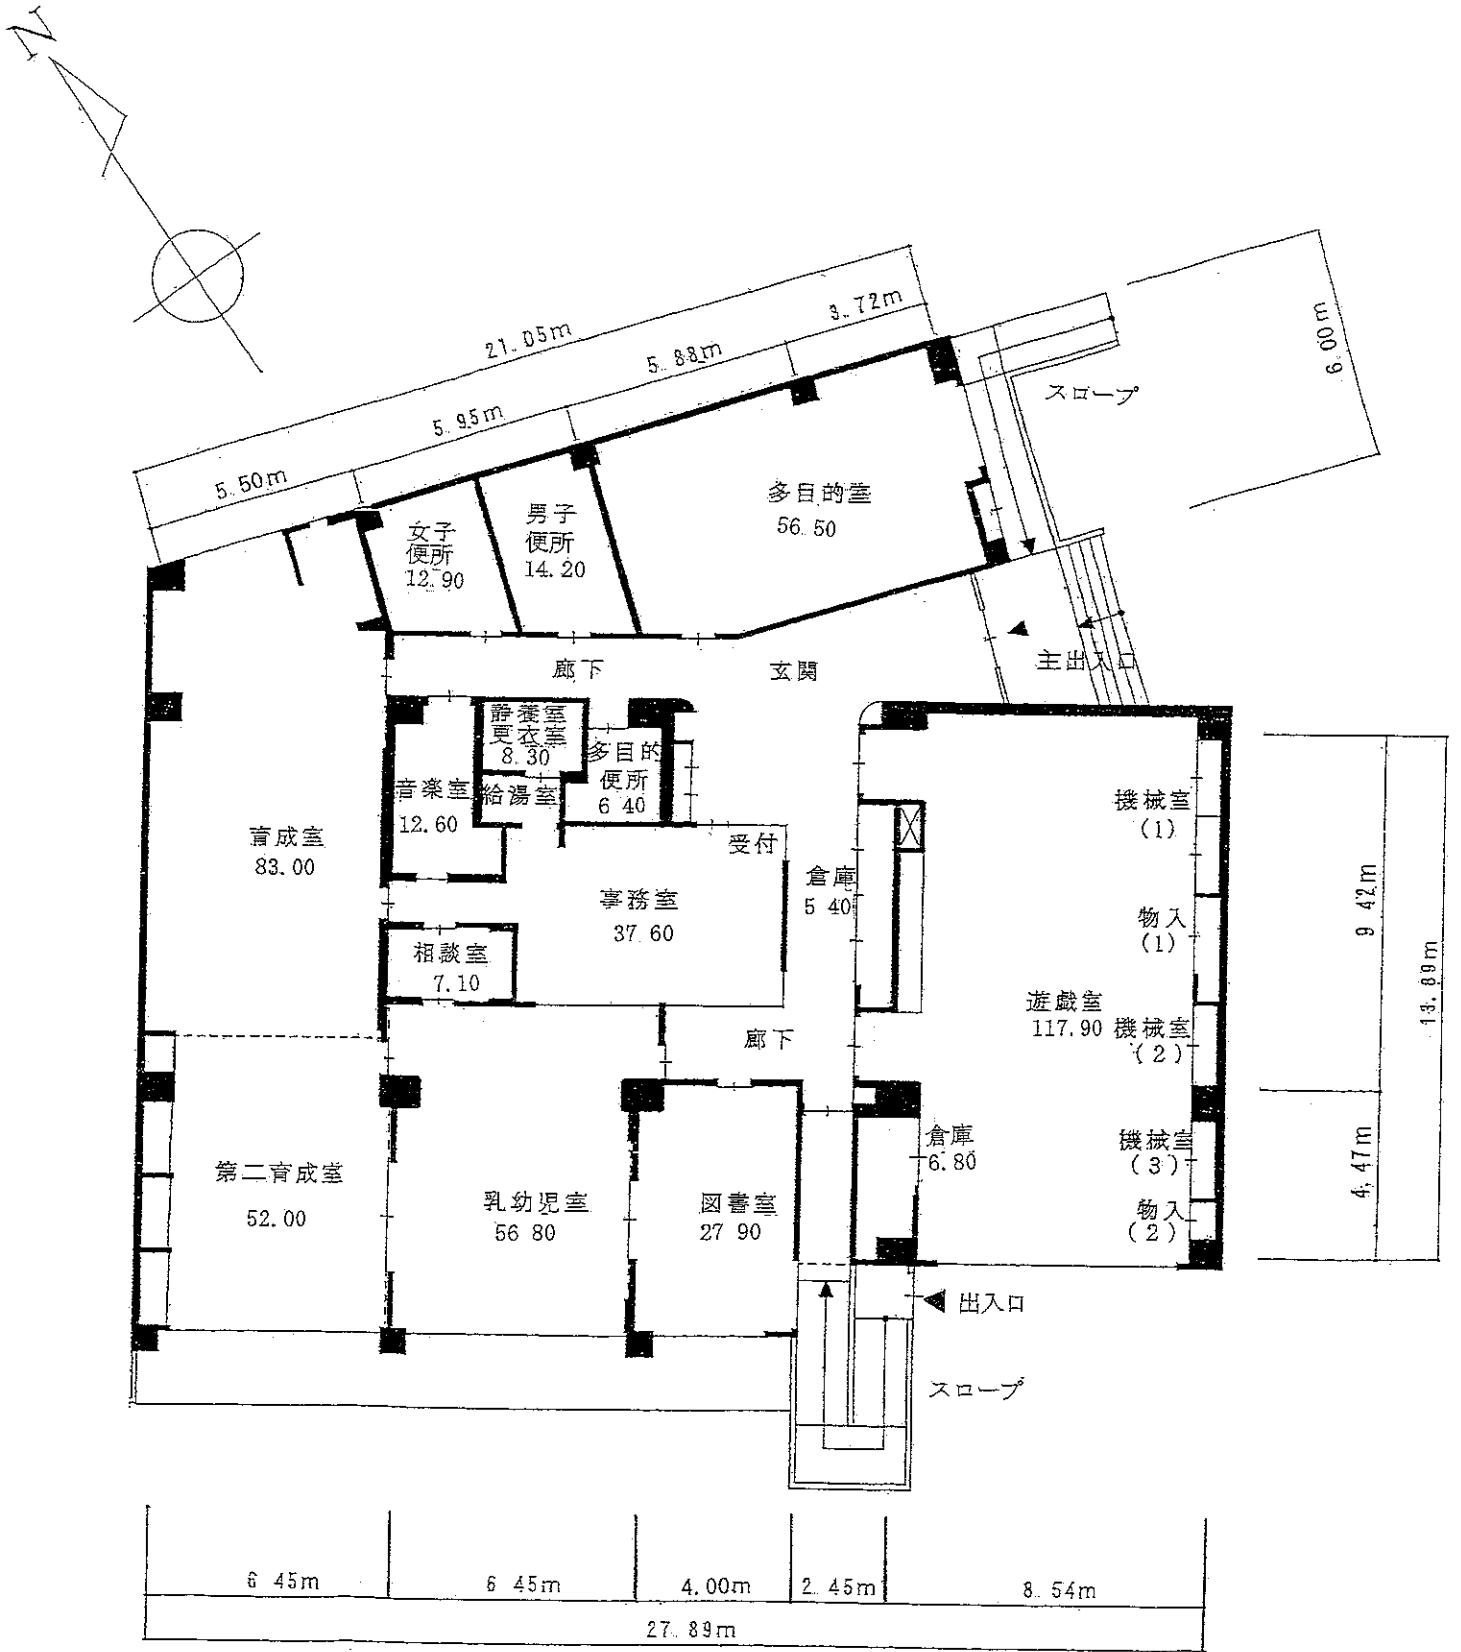 N
21.05m
3.72m
5.88m
5.95m
5.50m
6.00m
スロープ
多目的室
56.50
男子
便所
14.20
女子
便所
12.90
主出入口
廊下
玄関
静養室
更衣室
8.30
多目的
便所
6.40
音楽室
12.60
給湯室
機械室
(1)
育成室
83.00
受付
倉庫
5.40
事務室
37.60
物入
(1)
9.42m
13.89m
相談室
7.10
遊戯室
117.90
機械室
(2)
廊下
倉庫
6.80
機械室
(3)
4.47m
第二育成室
52.00
乳幼児室
56.80
図書室
27.90
物入
(2)
出入口
スロープ
6.45m
6.45m
4.00m
2.45m
8.54m
27.89m